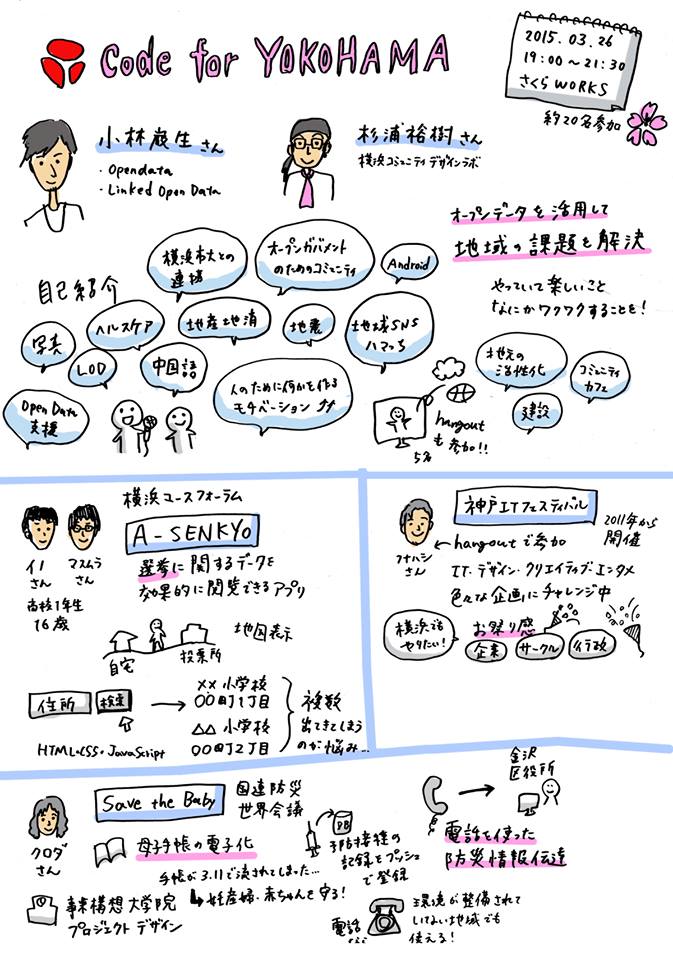 Code for YOKOHAMA
2015.03.26
19:00〜21:30
さくらWORKS
約20名参加
小林巌生さん
・Opendata
・Linked Open Data
杉浦裕樹さん
横浜コミュニティデザインラボ
オープンデータを活用して
地域の課題を解決
やっていて楽しいこと
なにかワクワクすることを!
自己紹介
横浜市大との
連携
オープンガバメント
のためのコミュニティ
Android
写真
ヘルスケア
地産地消
地震
地域SNS
ハマっち
LOD
中国語
人のために何かを作る
モチベーション↑↑
Open Data
支援
地元の
活性化
コミュニティ
カフェ
建設
hangout
も参加!!
5名
横浜ユースフォーラム
A-SENKYO
イノ
さん
マスムラ
さん
高校1年生
16歳
選挙に関するデータを
効果的に閲覧できるアプリ
地図表示
自宅
投票所
住所
検索
××小学校
〇〇町1丁目
△△小学校
〇〇町2丁目
複数
出てきてしまう
のが悩み…
HTML・CSS・JavaScript
神戸ITフェスティバル
2011年から
開催
フナハシ
さん
hangoutで参加
IT・デザイン・クリエイティブ・エンタメ
色々な企画にチャレンジ中
横浜でも
やりたい!
お祭り感
企業
サークル
行政
クロダ
さん
Save the Baby
国連防災
世界会議
母子手帳の電子化
手帳が3.11で流されてしまった…
↳妊産婦・赤ちゃんを守る!
事業構想大学院
プロジェクトデザイン
DB
予防接種の
記録をプッシュ
で登録
金沢
区役所
電話を使った
防災情報伝達
電話
なら
環境が整備されて
いない地域でも
使える!